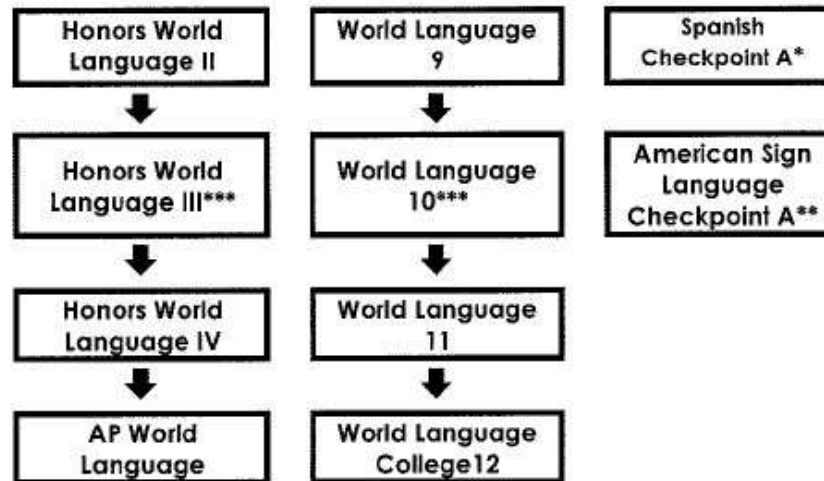 Honors World
Language II
World Language
9
Spanish
Checkpoint A*
Honors World
Language III***
World Language
10***
American Sign
Language
Checkpoint A**
Honors World
Language IV
World Language
11
AP World
Language
World Language
College12